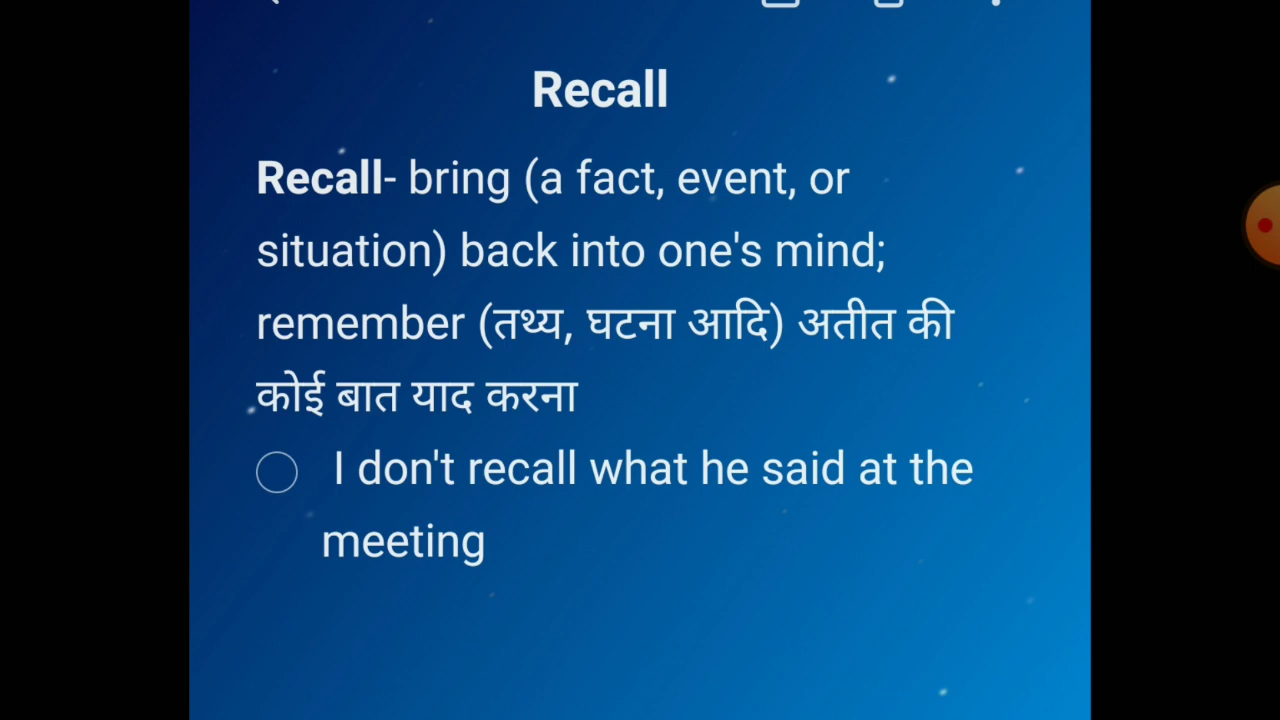 Recall
Recall- bring (a fact, event, or
situation) back into one's mind;
remember (तथ्य, घटना आदि) अतीत की
कोई बात याद करना
I don't recall what he said at the
meeting